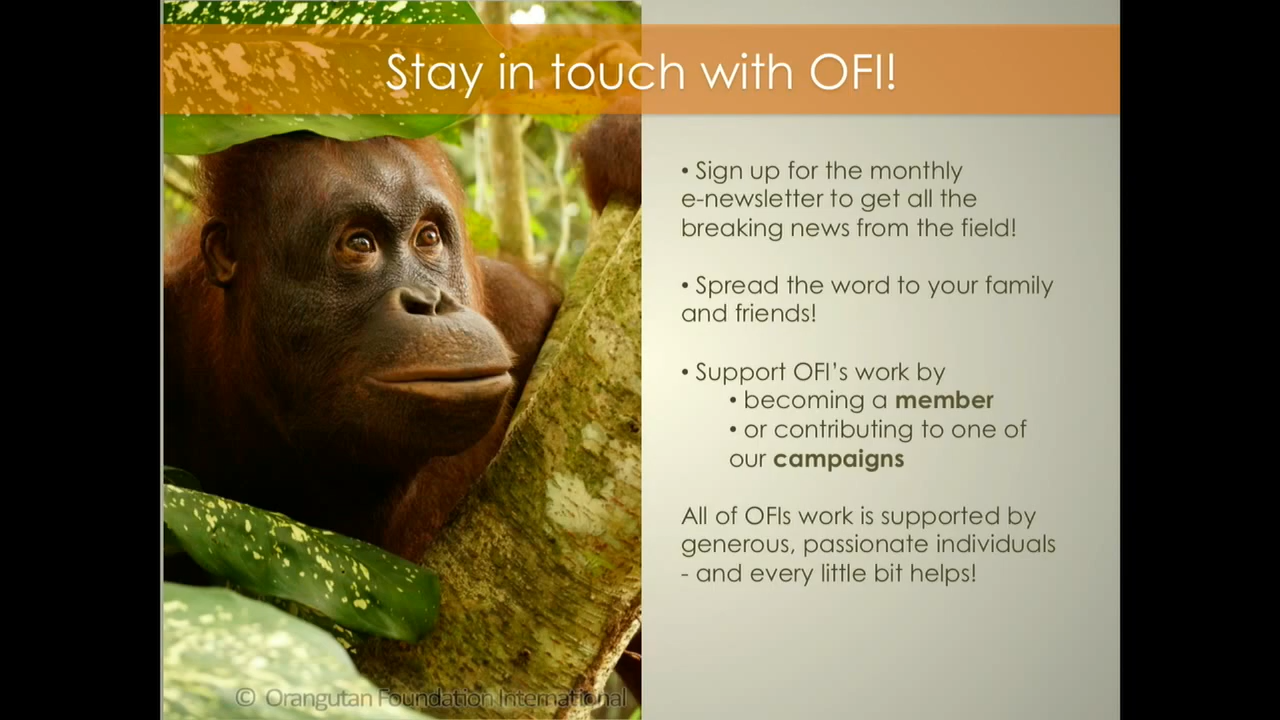 Stay in touch with OFI!
• Sign up for the monthly
e-newsletter to get all the
breaking news from the field!
• Spread the word to your family
and friends!
• Support OFI's work by
• becoming a member
• or contributing to one of
our campaigns
All of OFIs work is supported by
generous, passionate individuals
- and every little bit helps!
© Orangutan Foundation International